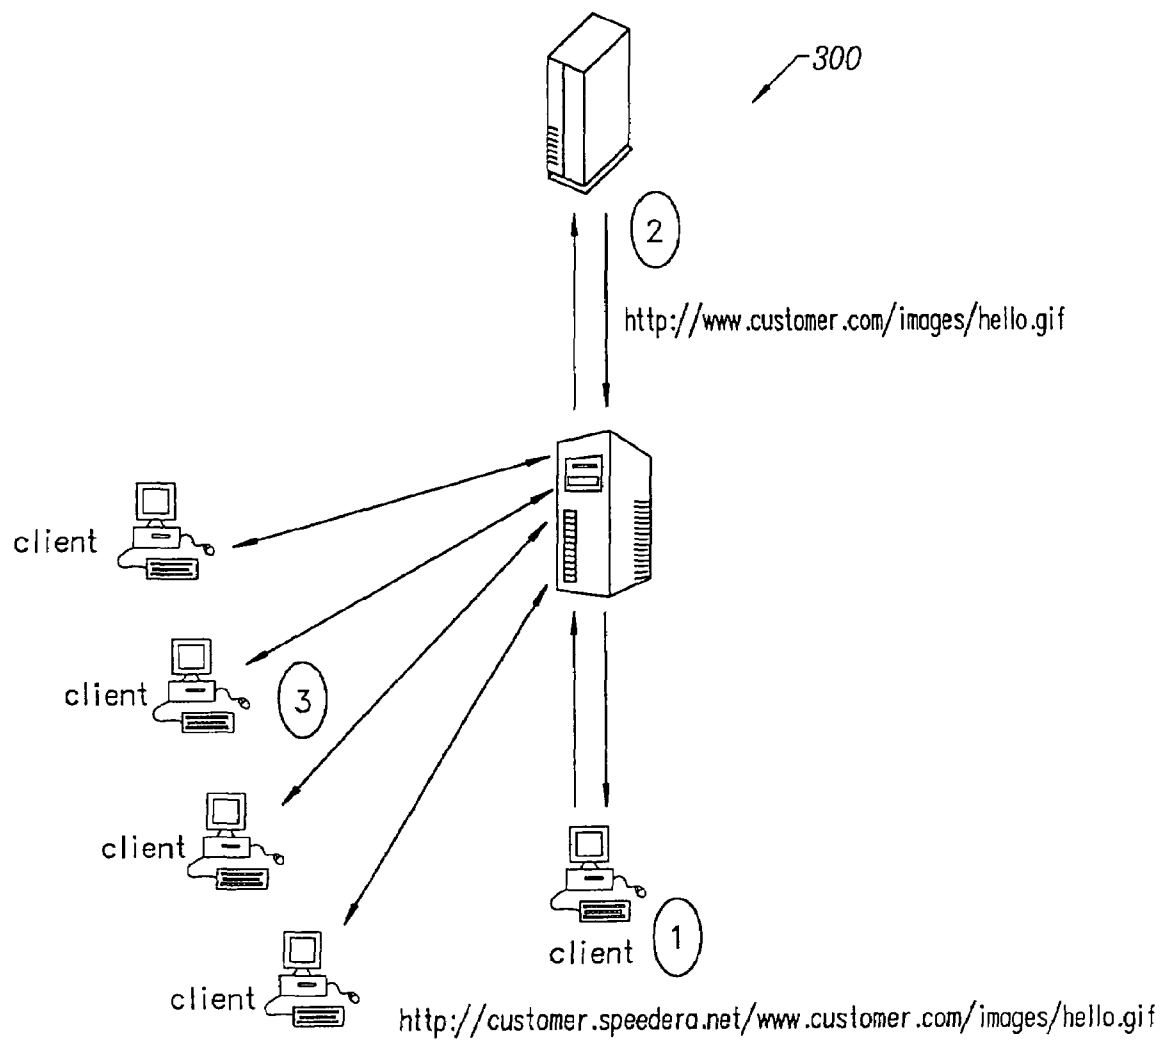 300
2
http://www.customer.com/images/hello.gif
client
client
3
client
client
client
1
http://customer.speedera.net/www.customer.com/images/hello.gif